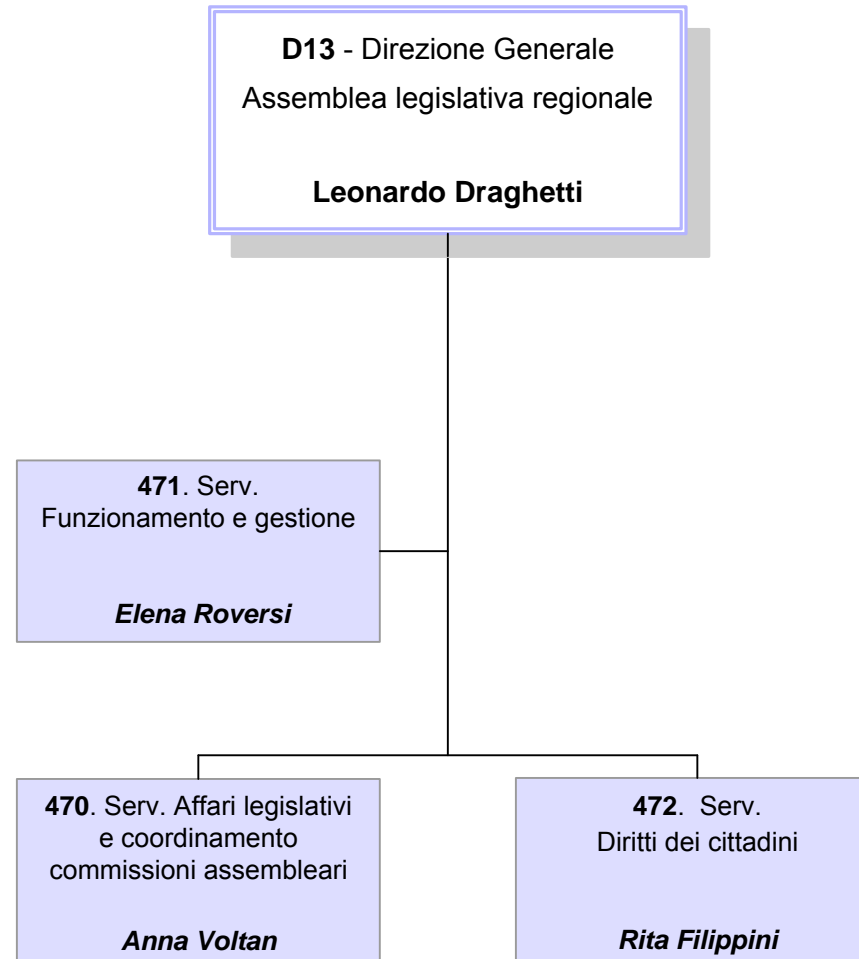 D13 - Direzione Generale
Assemblea legislativa regionale
Leonardo Draghetti
471. Serv.
Funzionamento e gestione
Elena Roversi
470. Serv. Affari legislativi
e coordinamento
commissioni assembleari
Anna Voltan
472. Serv.
Diritti dei cittadini
Rita Filippini